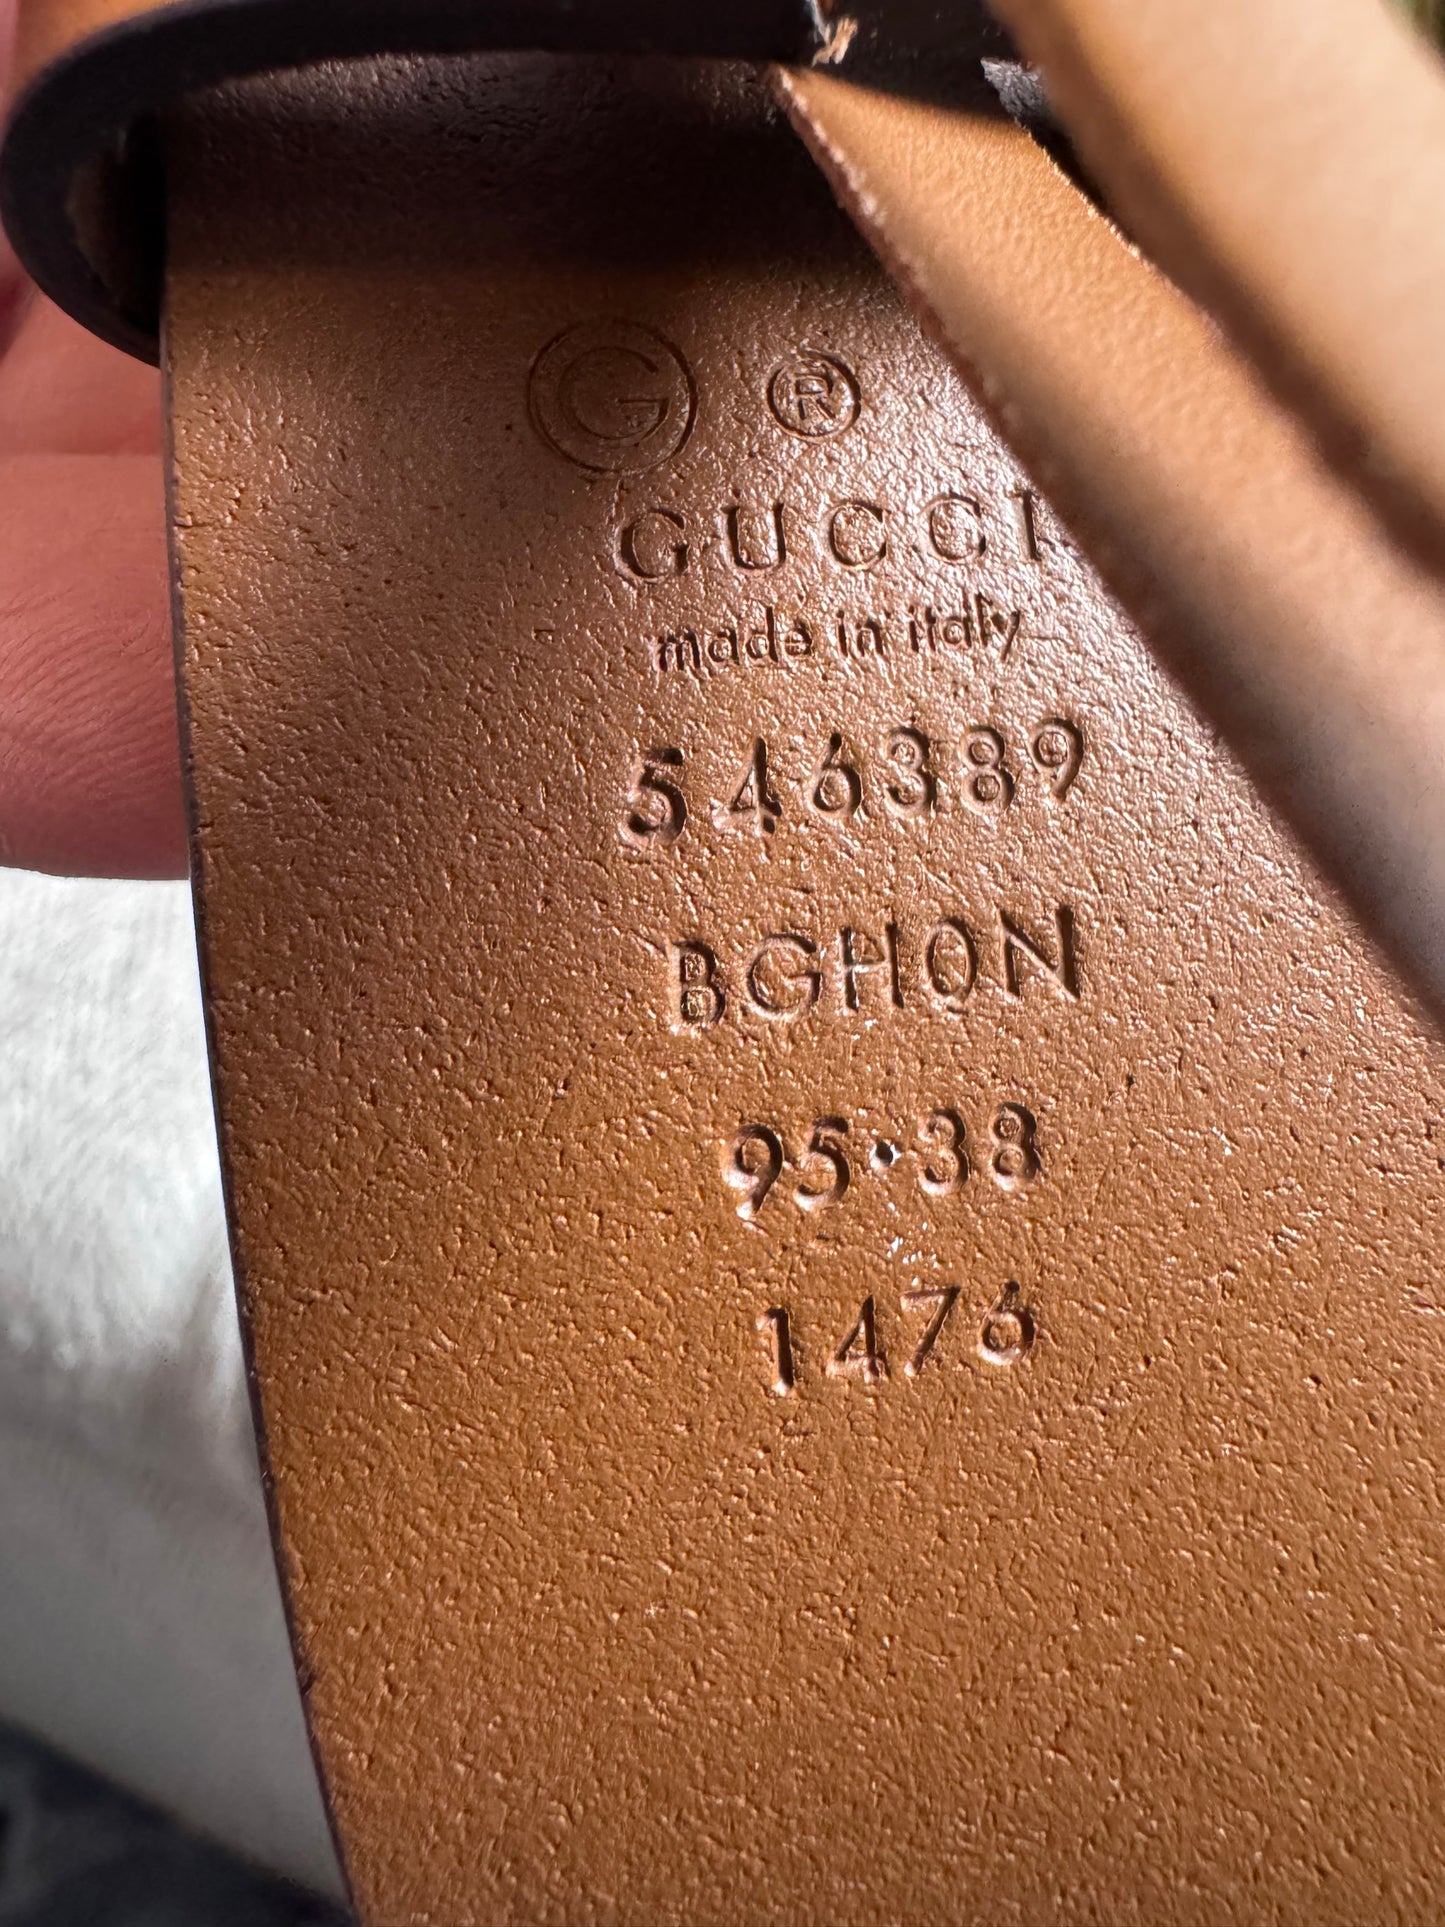 G ®
GUCCI
made in italy
546389
BGH0N
95·38
1476